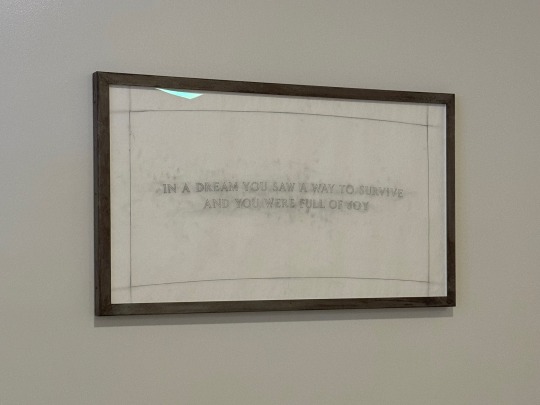 IN A DREAM YOU SAW A WAY TO SURVIVE
AND YOU WERE FULL OF JOY